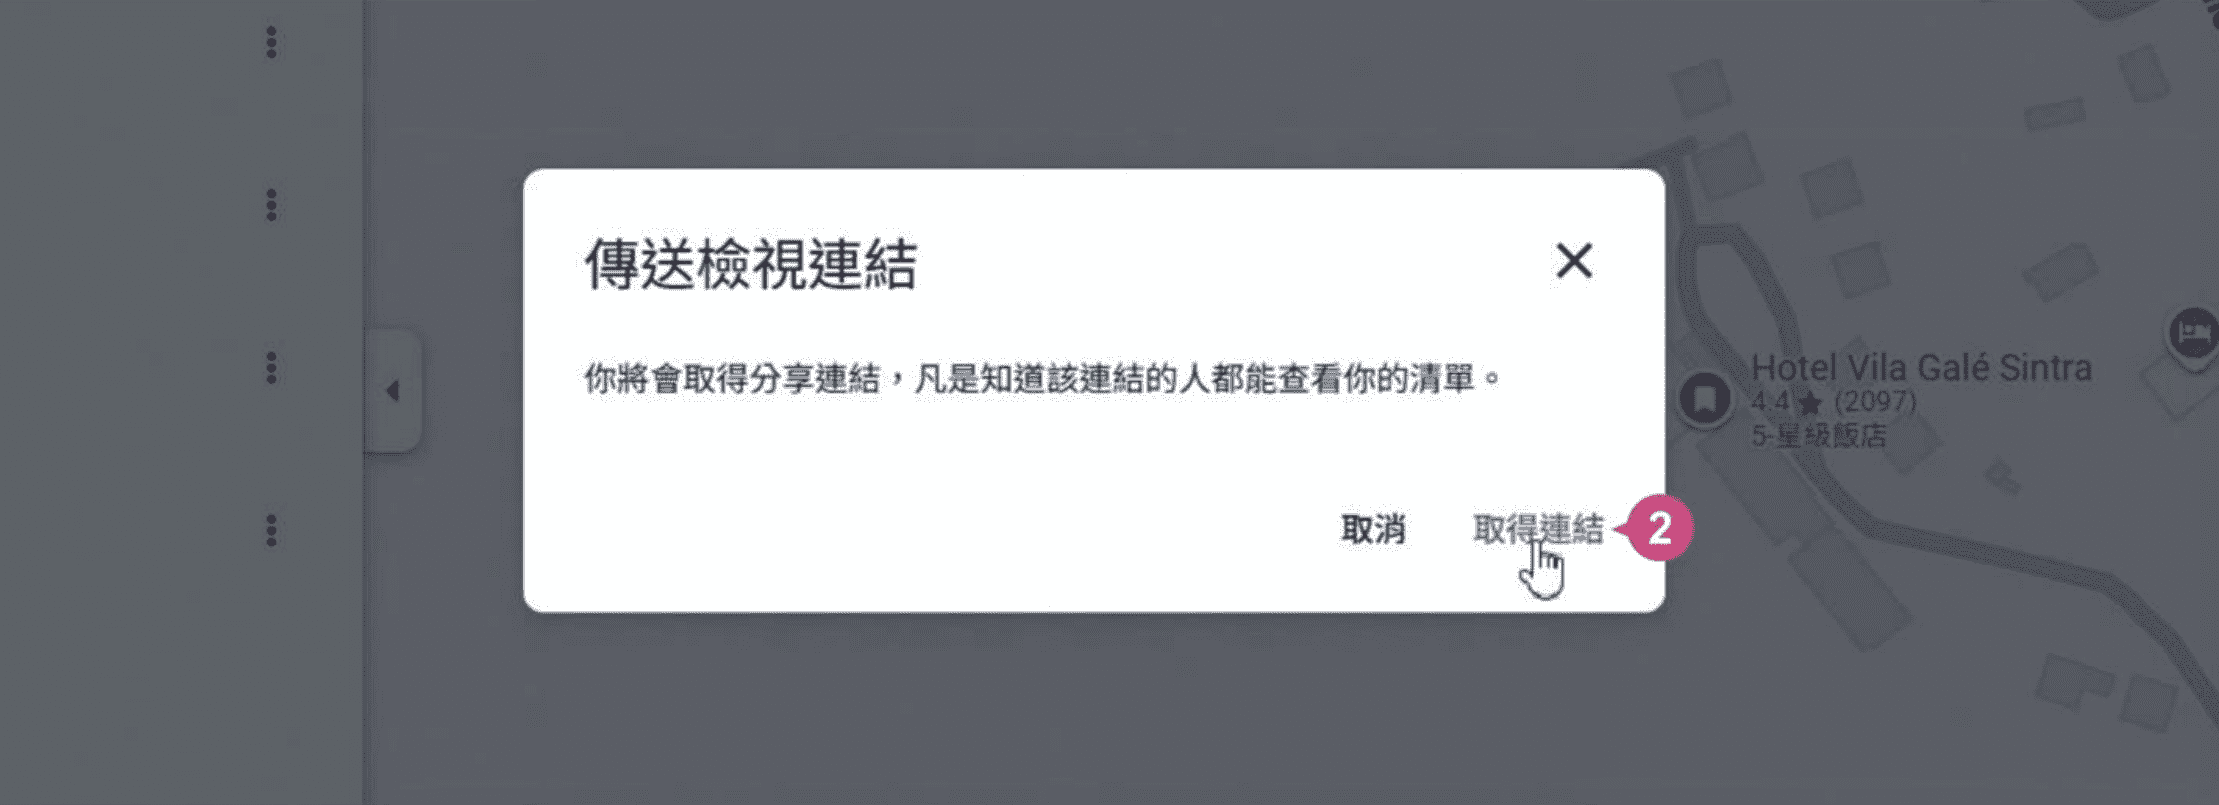 傳送檢視連結
你將會取得分享連結，凡是知道該連結的人都能查看你的清單。
取消
取得連結
2
Hotel Vila Galé Sintra
4.4 ★ (2097)
5-星級飯店